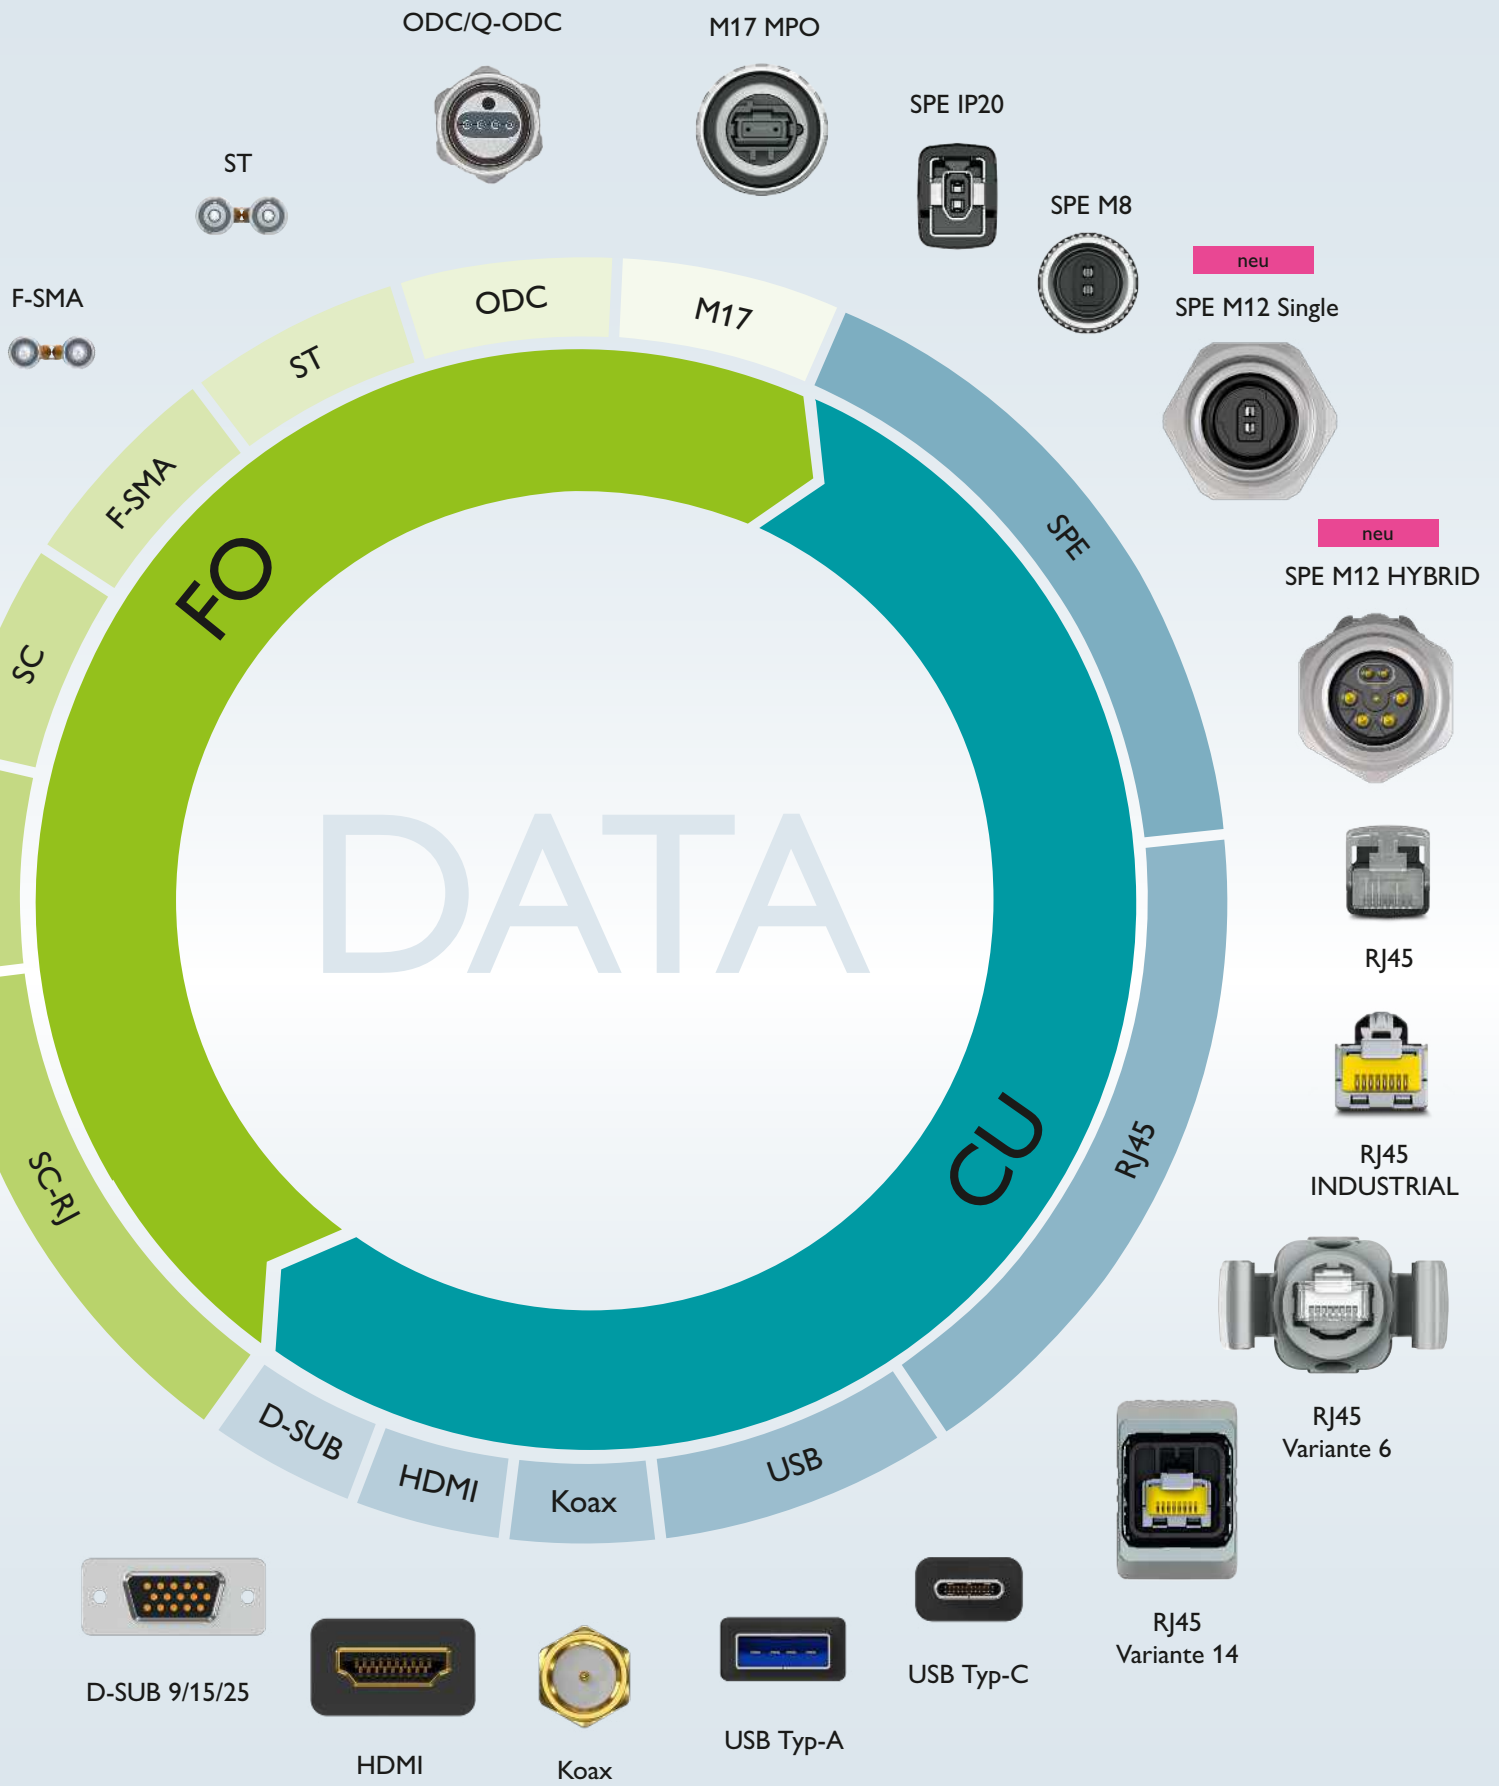 ODC/Q-ODC
M17 MPO
SPE IP20
ST
SPE M8
neu
SPE M12 Single
F-SMA
ODC
M17
ST
F-SMA
SPE
neu
SPE M12 HYBRID
FO
SC
DATA
RJ45
CU
RJ45
RJ45
INDUSTRIAL
SC-RJ
RJ45
Variante 6
D-SUB
HDMI
Koax
USB
RJ45
Variante 14
D-SUB 9/15/25
HDMI
Koax
USB Typ-A
USB Typ-C